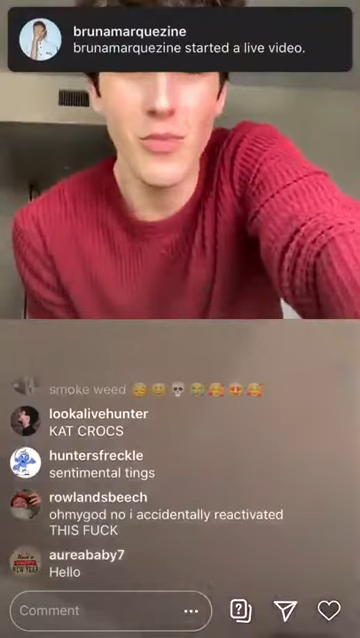 brunamarquezine
brunamarquezine started a live video.
smoke weed 😴🥴💀😭🥰😍🥰
lookalivehunter
KAT CROCS
huntersfreckle
sentimental tings
rowlandsbeech
ohmygod no i accidentally reactivated
THIS FUCK
aureababy7
Hello
Comment